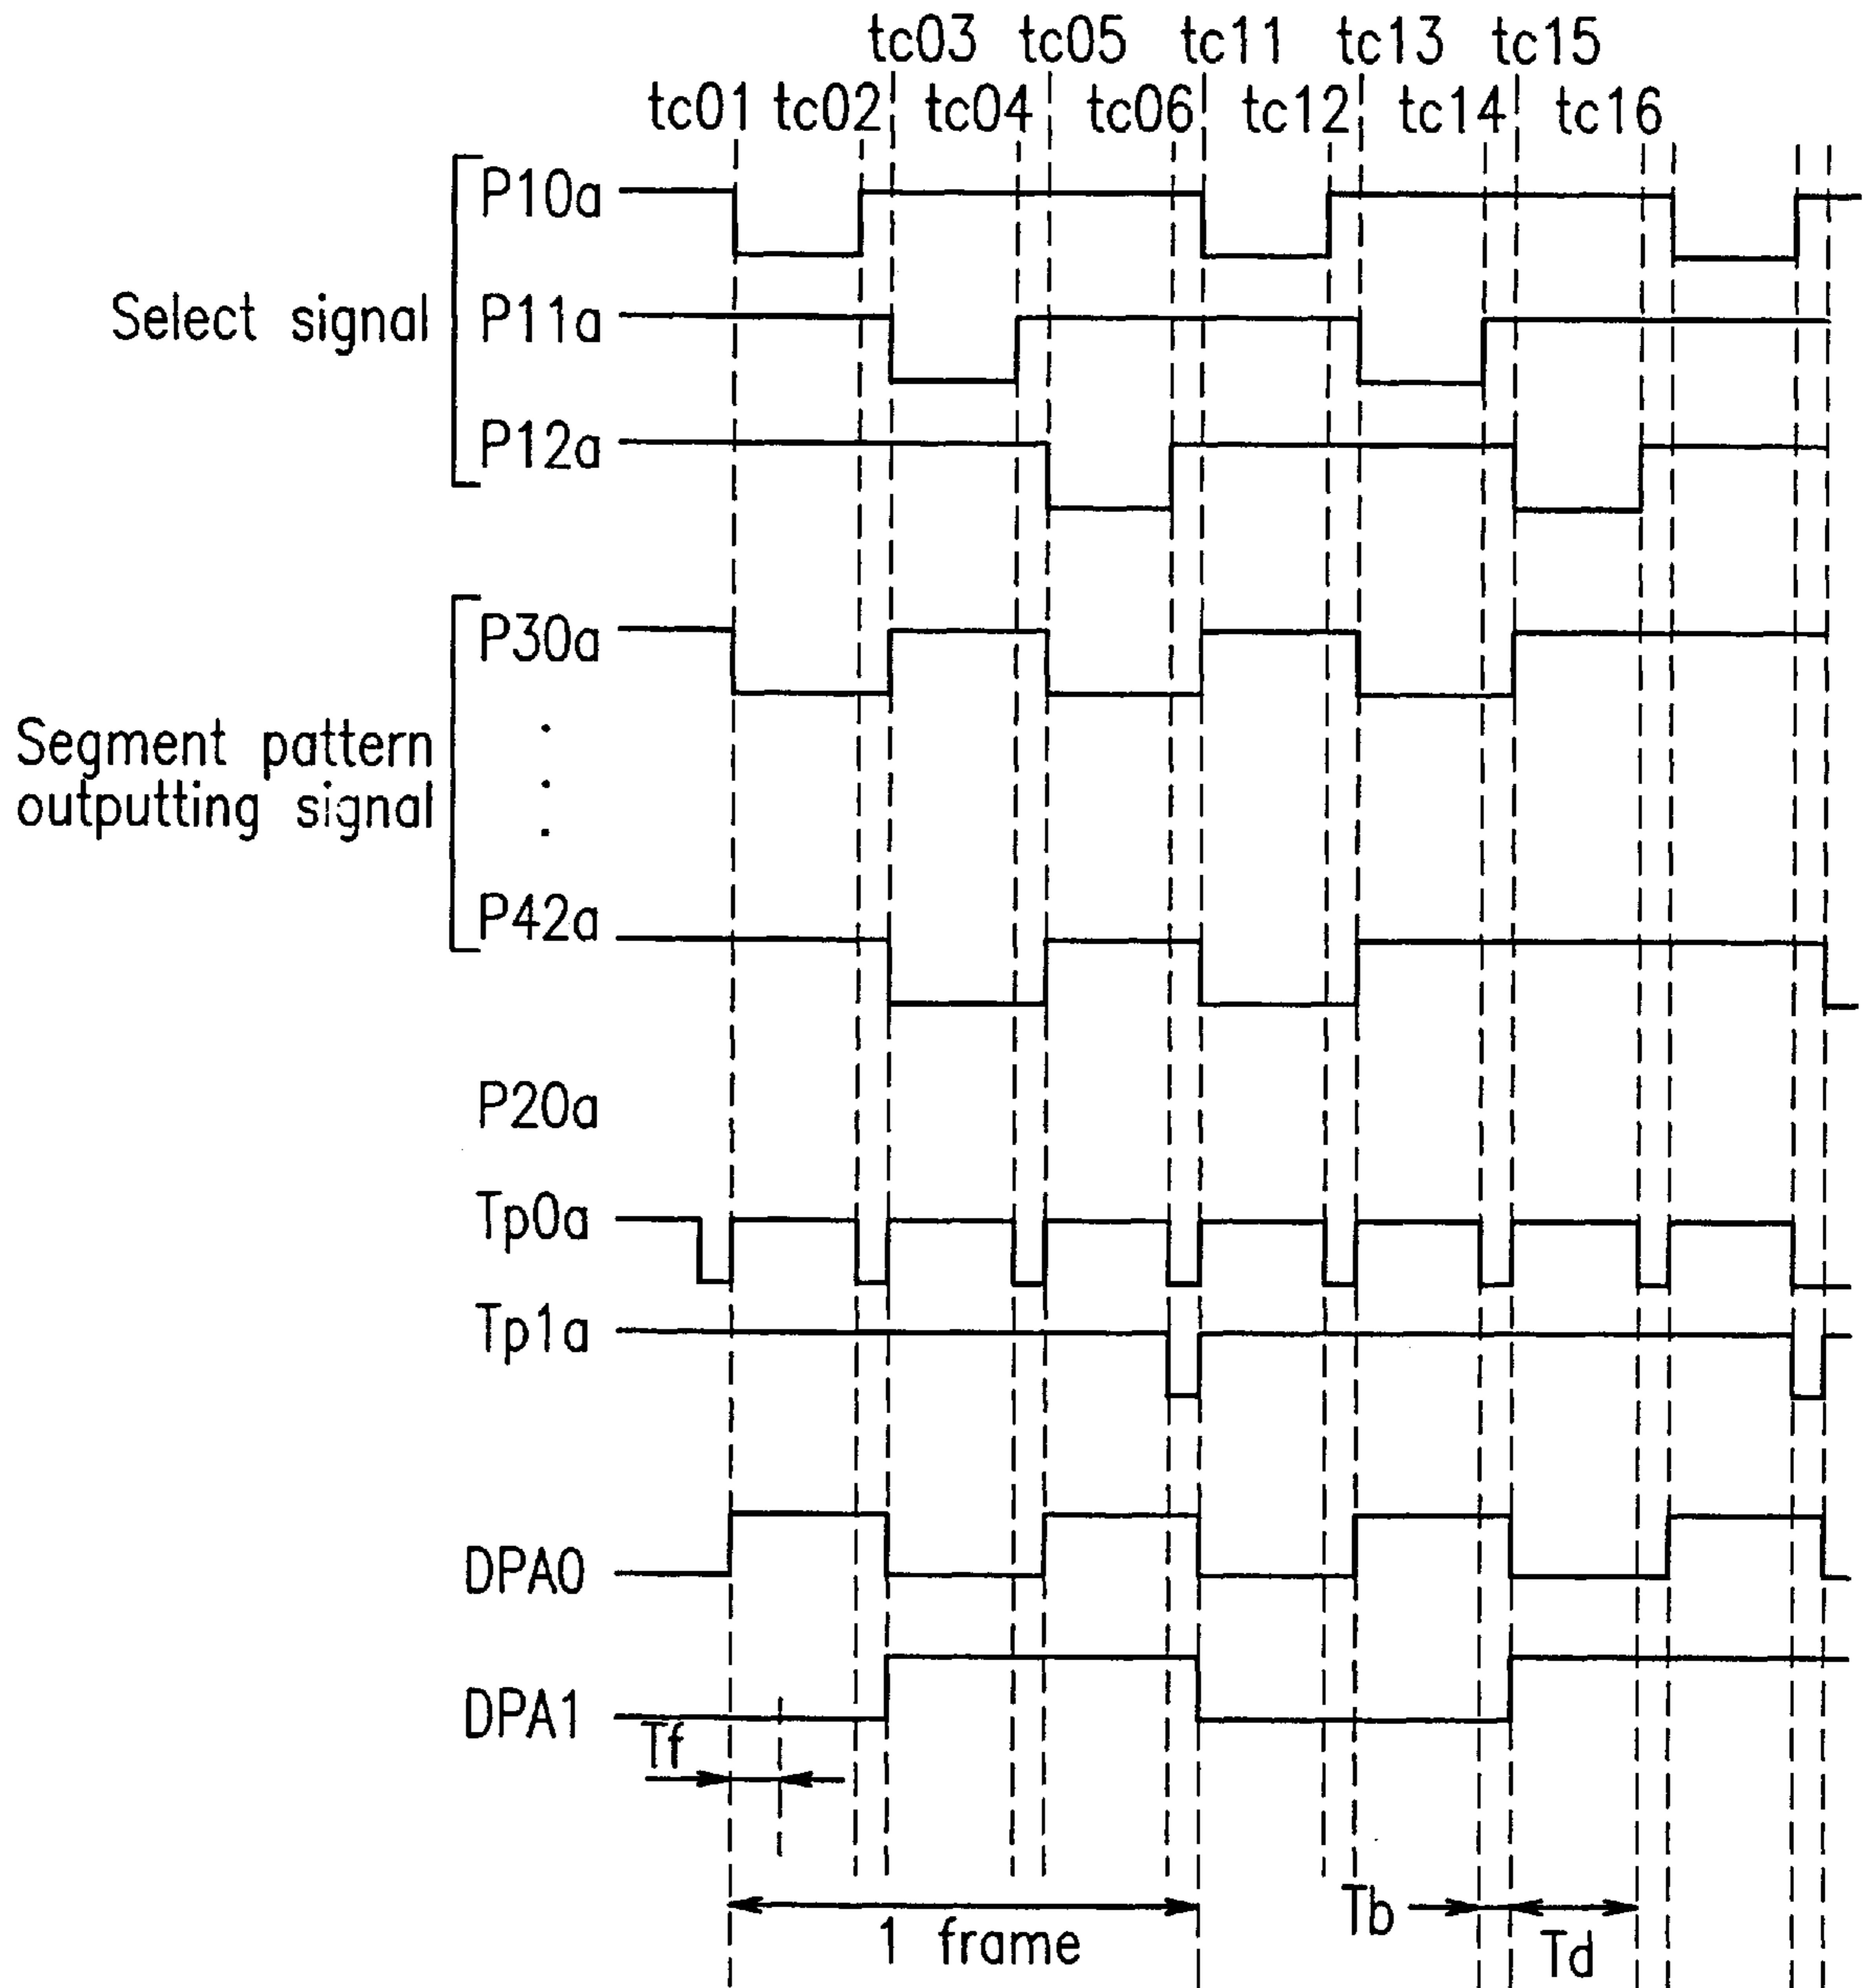 tc03 tc05 tc11 tc13 tc15
tc01 tc02 tc04 tc06 tc12 tc14 tc16
P10a
Select signal P11a
P12a
P30a
Segment pattern
outputting signal
P42a
P20a
Tp0a
Tp1a
DPA0
DPA1
Tf
Tb
1 frame
Td